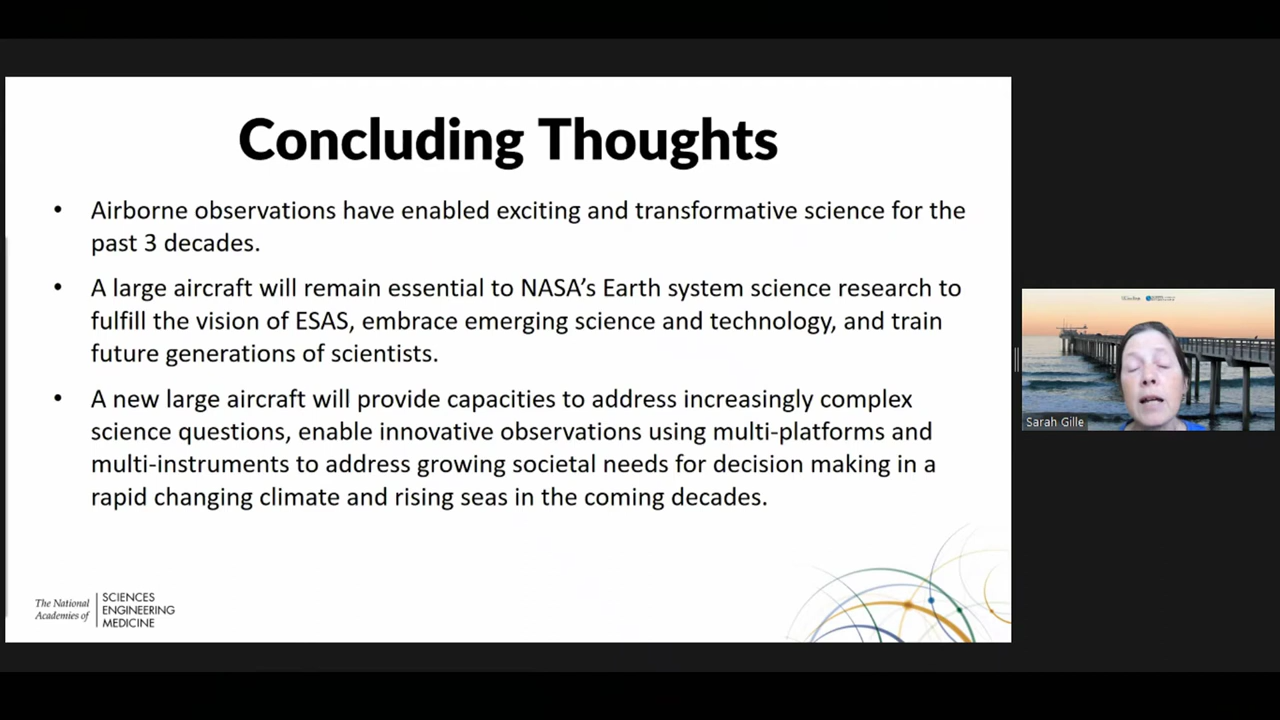 Concluding Thoughts
• Airborne observations have enabled exciting and transformative science for the
past 3 decades.
• A large aircraft will remain essential to NASA’s Earth system science research to
fulfill the vision of ESAS, embrace emerging science and technology, and train
future generations of scientists.
• A new large aircraft will provide capacities to address increasingly complex
science questions, enable innovative observations using multi-platforms and
multi-instruments to address growing societal needs for decision making in a
rapid changing climate and rising seas in the coming decades.
The National
Academies of
SCIENCES
ENGINEERING
MEDICINE
Sarah Gille